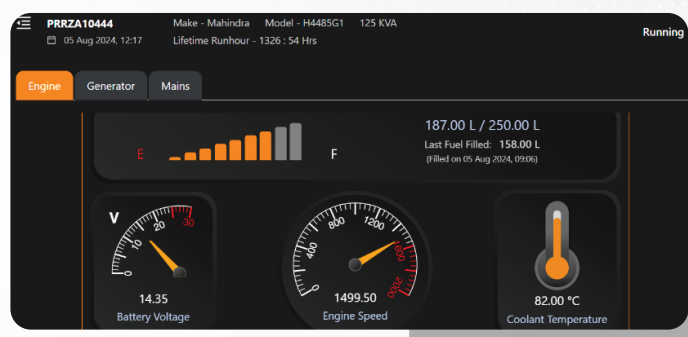 PRRZA10444
05 Aug 2024, 12:17
Make - Mahindra Model - H4485G1 125 KVA
Lifetime Runhour - 1326 : 54 Hrs
Running
Engine Generator Mains
E F
187.00 L / 250.00 L
Last Fuel Filled: 158.00 L
(Filled on 05 Aug 2024, 09:06)
V
0 10 20 30
14.35
Battery Voltage
0 400 800 1200 1600 2000
1499.50
Engine Speed
82.00 °C
Coolant Temperature